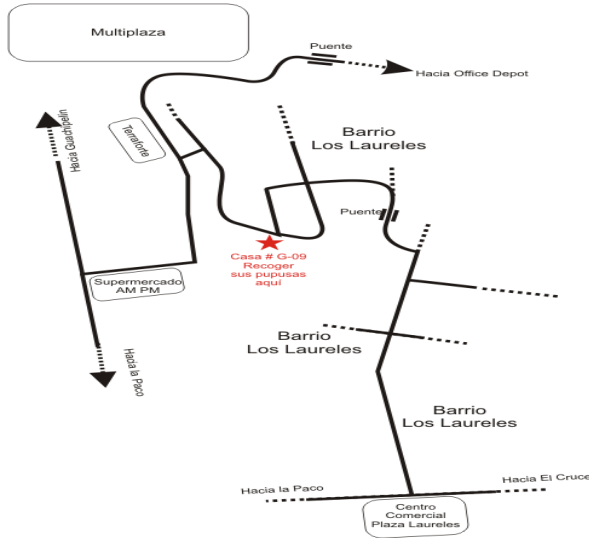 Multiplaza
Puente
Hacia Office Depot
Hacia Guachipelín
Terraforte
Barrio
Los Laureles
Puente
Casa # G-09
Recoger
sus pupusas
aquí
Supermercado
AM PM
Hacia la Paco
Barrio
Los Laureles
Barrio
Los Laureles
Hacia la Paco
Hacia El Cruce
Centro
Comercial
Plaza Laureles